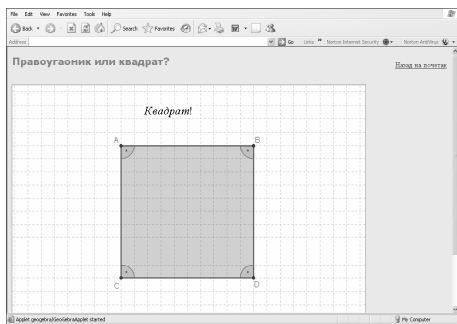 File Edit View Favorites Tools Help
Back Search Favorites
Address Go Links » Norton Internet Security Norton AntiVirus
Правоугаоник или квадрат?
Назад на почетак
Квадрат!
A B
C D
Applet geogebra/GeoGebraApplet started My Computer